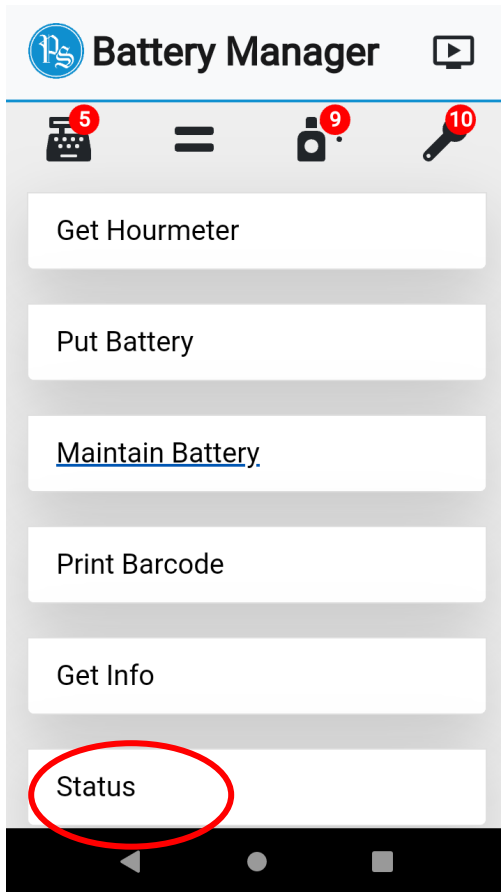 PS Battery Manager
5 9 10
Get Hourmeter
Put Battery
Maintain Battery
Print Barcode
Get Info
Status